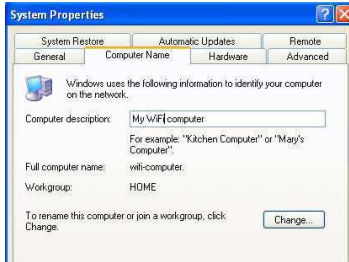 System Properties
System Restore Automatic Updates Remote
General Computer Name Hardware Advanced
Windows uses the following information to identify your computer
on the network.
Computer description: My WiFi computer
For example: "Kitchen Computer" or "Mary's
Computer".
Full computer name: wifi-computer.
Workgroup: HOME
To rename this computer or join a workgroup, click
Change.
Change...